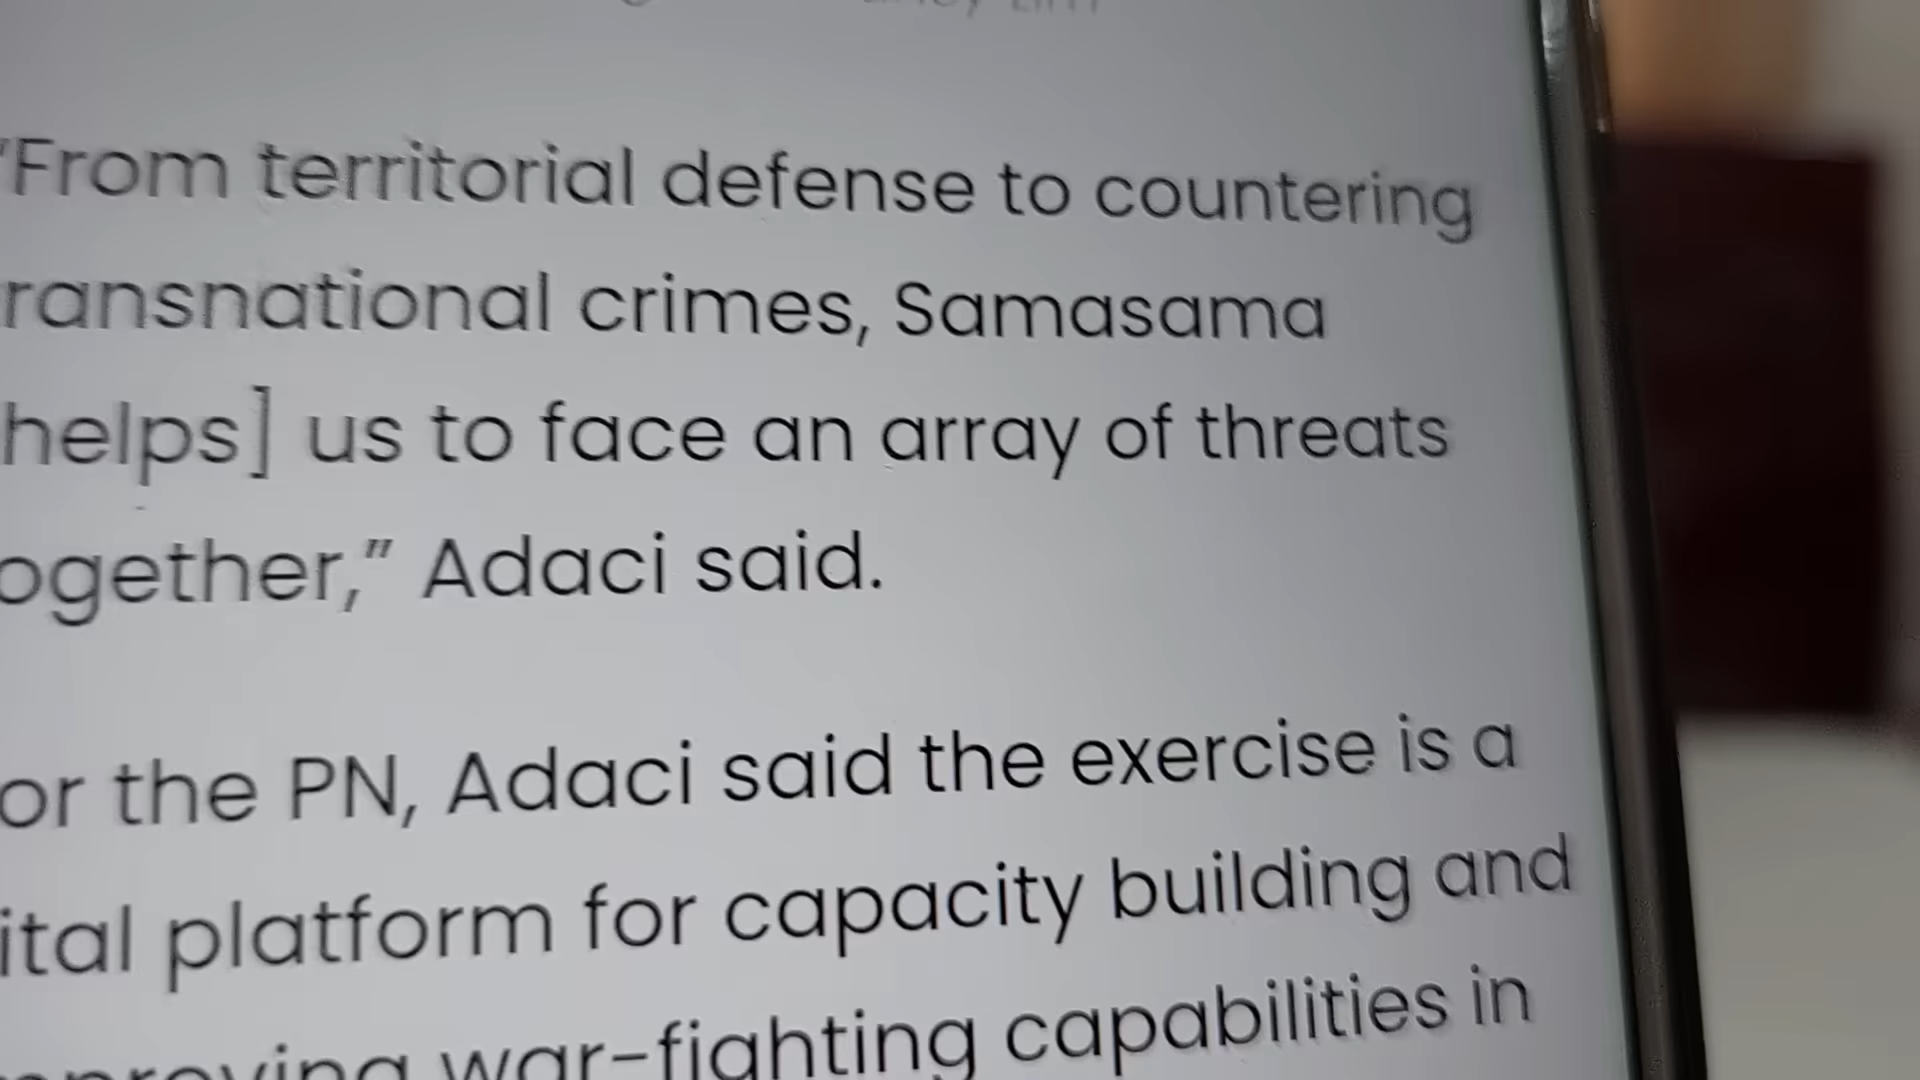 "From territorial defense to countering
ransnational crimes, Samasama
helps] us to face an array of threats
ogether,” Adaci said.
or the PN, Adaci said the exercise is a
ital platform for capacity building and
mproving war-fighting capabilities in